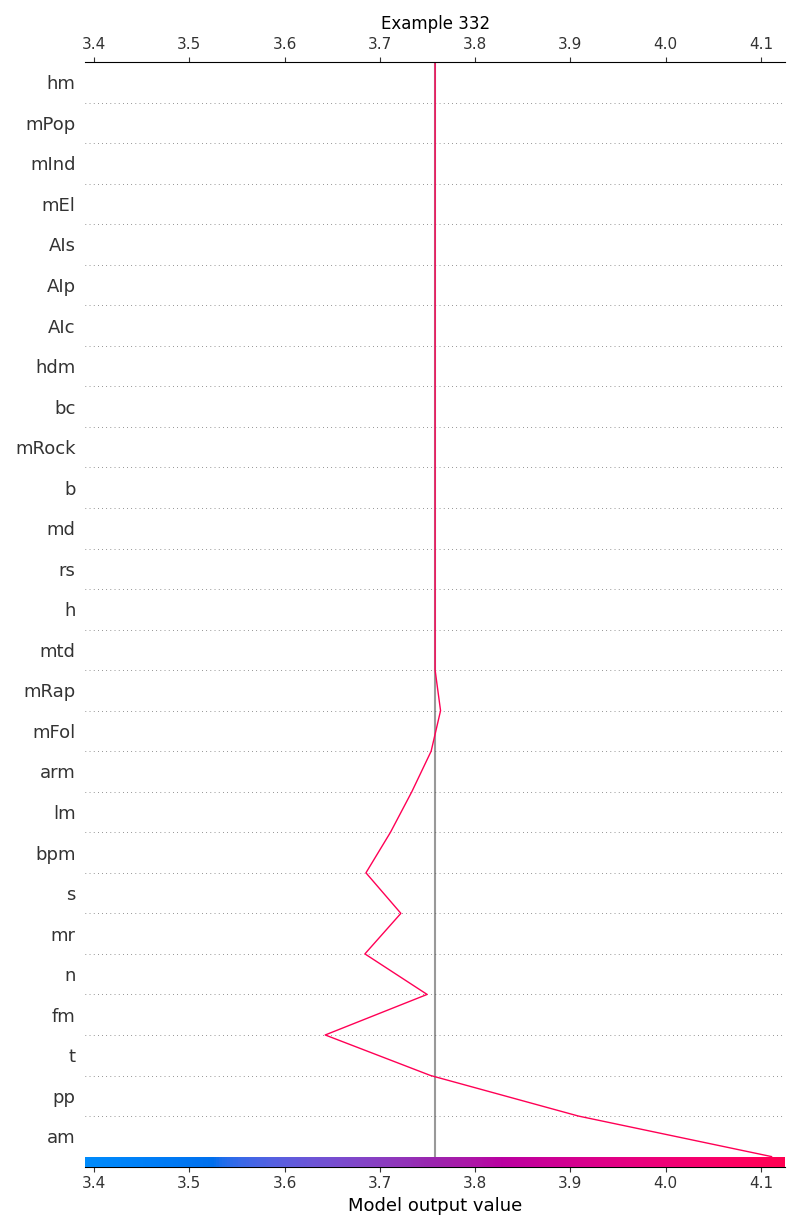 Example 332
3.4 3.5 3.6 3.7 3.8 3.9 4.0 4.1
hm
mPop
mInd
mEl
AIs
AIp
AIc
hdm
bc
mRock
b
md
rs
h
mtd
mRap
mFol
arm
lm
bpm
s
mr
n
fm
t
pp
am
3.4 3.5 3.6 3.7 3.8 3.9 4.0 4.1
Model output value